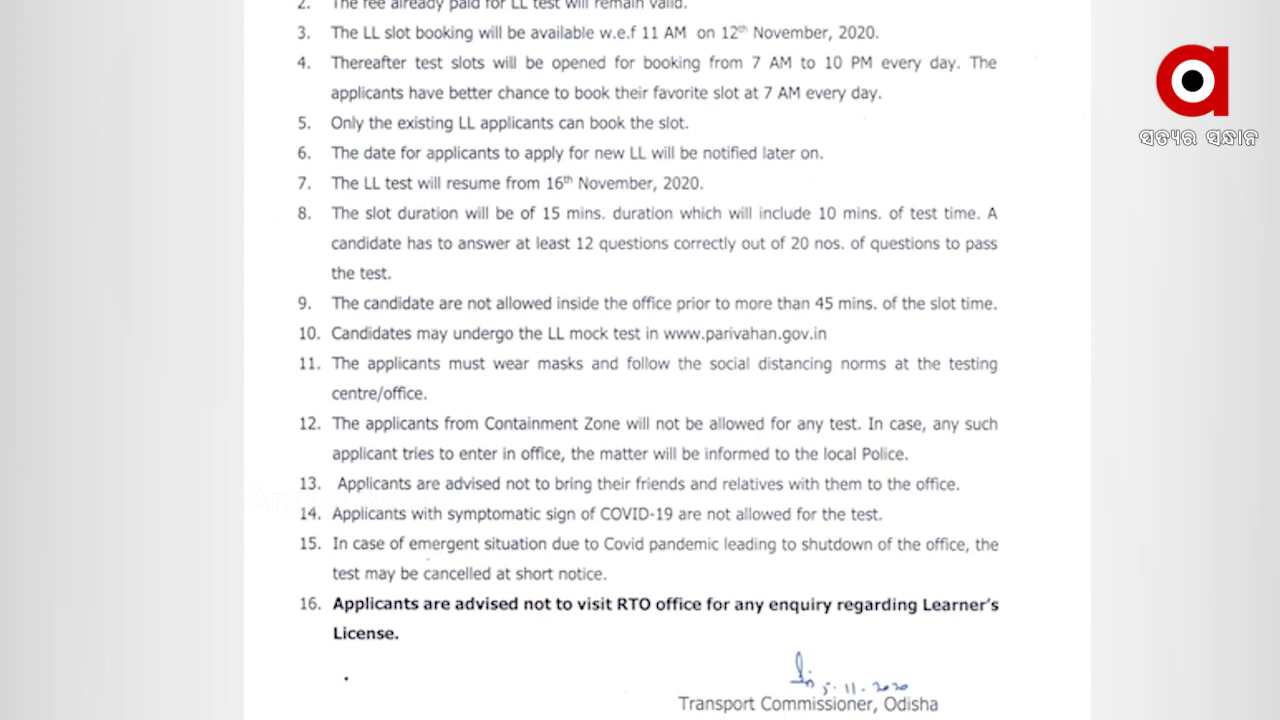 2. The fee already paid for LL test will remain valid.
3. The LL slot booking will be available w.e.f 11 AM on 12th November, 2020.
4. Thereafter test slots will be opened for booking from 7 AM to 10 PM every day. The
applicants have better chance to book their favorite slot at 7 AM every day.
5. Only the existing LL applicants can book the slot.
6. The date for applicants to apply for new LL will be notified later on.
7. The LL test will resume from 16th November, 2020.
8. The slot duration will be of 15 mins. duration which will include 10 mins. of test time. A
candidate has to answer at least 12 questions correctly out of 20 nos. of questions to pass
the test.
9. The candidate are not allowed inside the office prior to more than 45 mins. of the slot time.
10. Candidates may undergo the LL mock test in www.parivahan.gov.in
11. The applicants must wear masks and follow the social distancing norms at the testing
centre/office.
12. The applicants from Containment Zone will not be allowed for any test. In case, any such
applicant tries to enter in office, the matter will be informed to the local Police.
13. Applicants are advised not to bring their friends and relatives with them to the office.
14. Applicants with symptomatic sign of COVID-19 are not allowed for the test.
15. In case of emergent situation due to Covid pandemic leading to shutdown of the office, the
test may be cancelled at short notice.
16. Applicants are advised not to visit RTO office for any enquiry regarding Learner's
License.
5-11-2020
Transport Commissioner, Odisha
a
ସତ୍ୟର ସନ୍ଧାନ